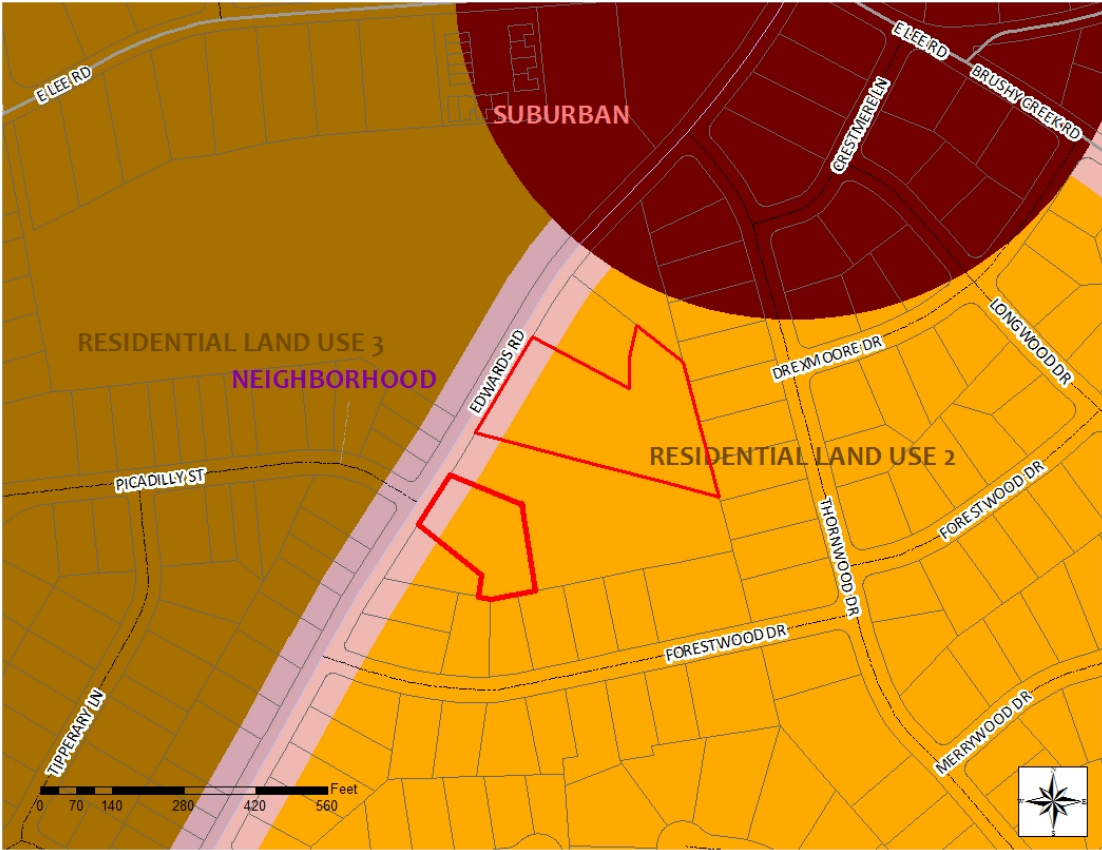 E LEE RD
E LEE RD
BRUSHY CREEK RD
SUBURBAN
CRESTMERE LN
LONGWOOD DR
RESIDENTIAL LAND USE 3
DREXMOORE DR
NEIGHBORHOOD
EDWARDS RD
RESIDENTIAL LAND USE 2
PICADILLY ST
FORESTWOOD DR
THORNWOOD DR
FORESTWOOD DR
TIPPERARY LN
MERRYWOOD DR
Feet
0 70 140 280 420 560
N
W E
S